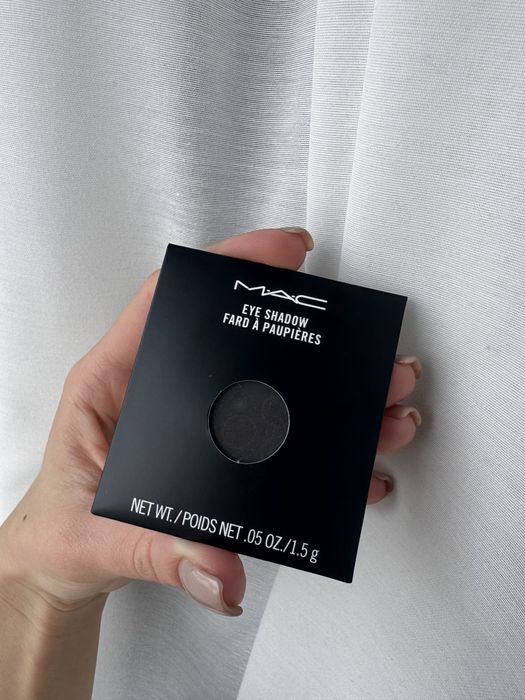 M·A·C
EYE SHADOW
FARD À PAUPIÈRES
NET WT./POIDS NET .05 OZ./1.5 g